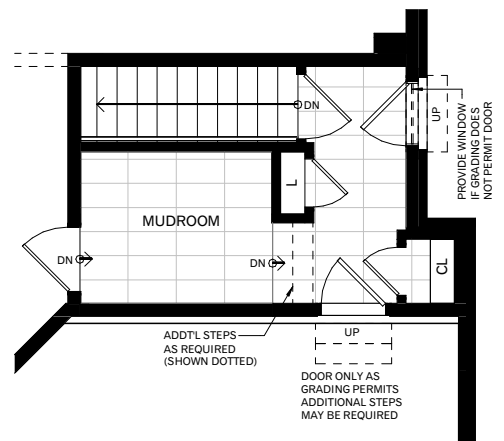 DN
UP
PROVIDE WINDOW
IF GRADING DOES
NOT PERMIT DOOR
L
MUDROOM
DN
DN
CL
ADDT'L STEPS
AS REQUIRED
(SHOWN DOTTED)
UP
DOOR ONLY AS
GRADING PERMITS
ADDITIONAL STEPS
MAY BE REQUIRED